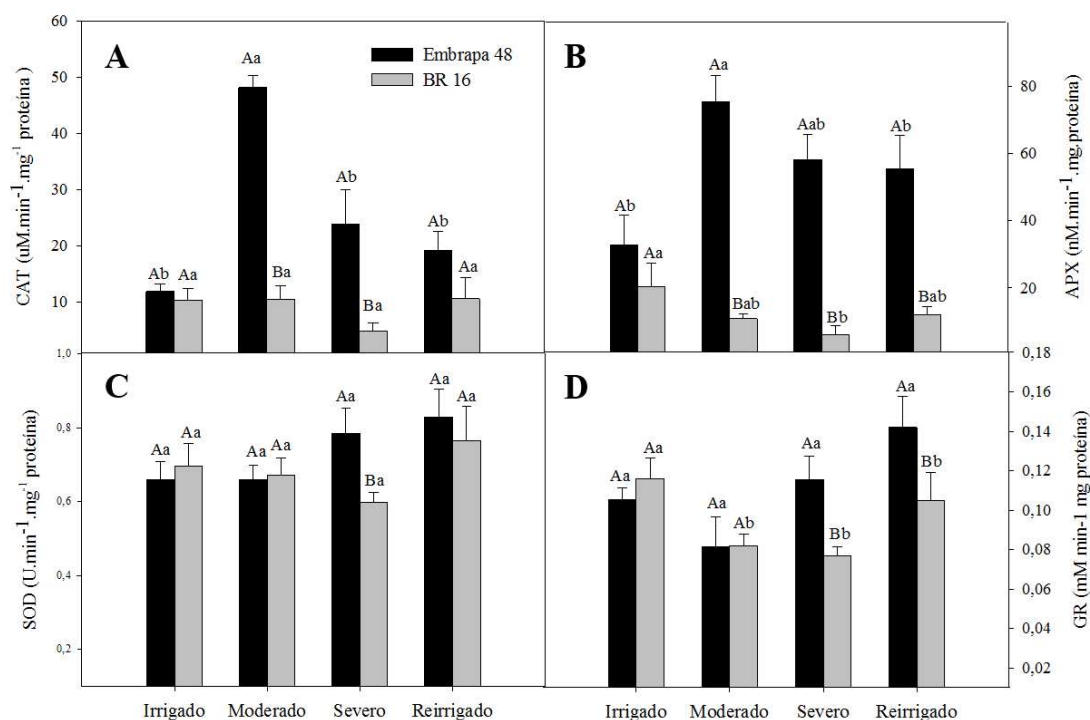 A
Embrapa 48
BR 16
CAT (uM.min-1.mg-1 proteína )
60
50
40
30
20
10
Ab
Aa
Aa
Ba
Ab
Ba
Ab
Aa
B
APX (nM.min-1.mg.proteína)
80
60
40
20
Ab
Aa
Aa
Bab
Aab
Bb
Ab
Bab
C
SOD (U.min-1.mg-1 proteína)
1,0
0,8
0,6
0,4
0,2
Aa
Aa
Aa
Aa
Aa
Ba
Aa
Aa
D
GR (mM min-1 mg proteína)
0,18
0,16
0,14
0,12
0,10
0,08
0,06
0,04
0,02
Aa
Aa
Aa
Ab
Aa
Bb
Aa
Bb
Irrigado Moderado Severo Reirrigado
Irrigado Moderado Severo Reirrigado